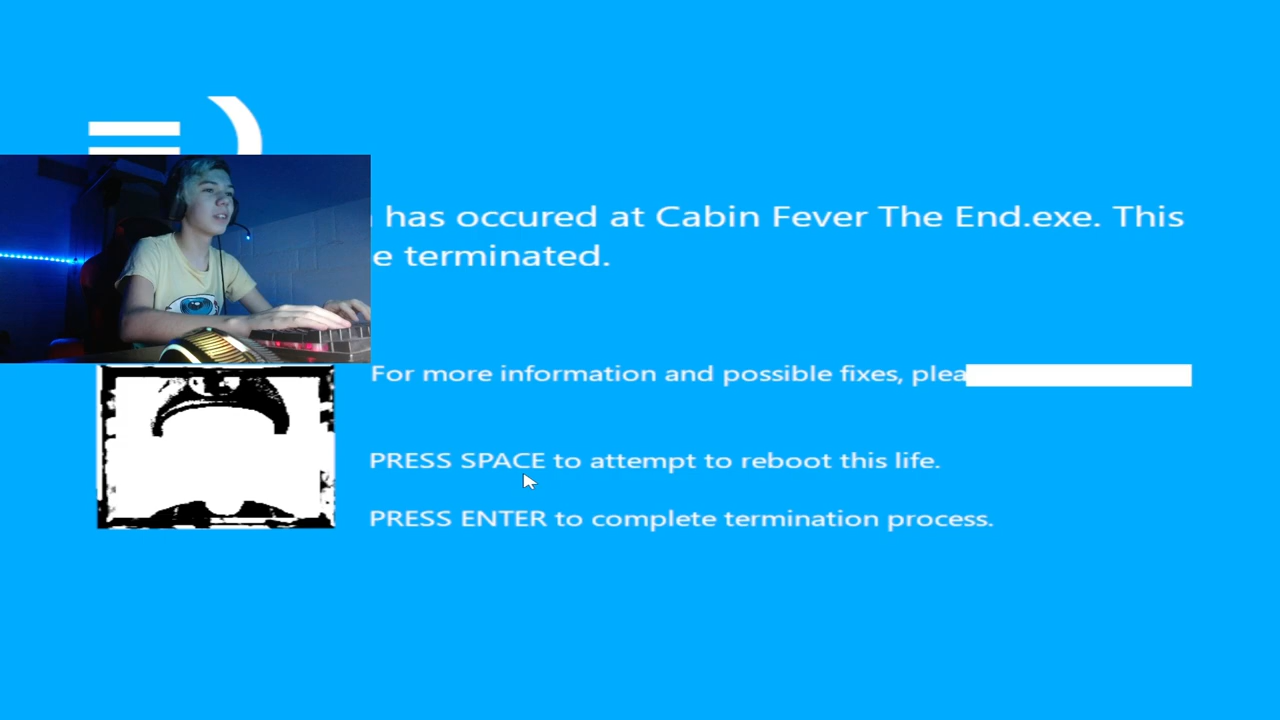 =)
has occured at Cabin Fever The End.exe. This
e terminated.
For more information and possible fixes, plea
PRESS SPACE to attempt to reboot this life.
PRESS ENTER to complete termination process.